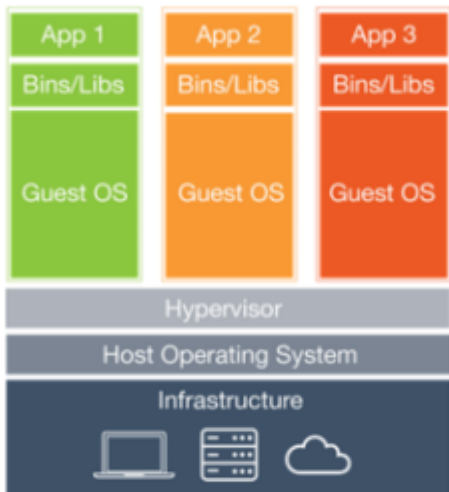 App 1 App 2 App 3
Bins/Libs Bins/Libs Bins/Libs
Guest OS Guest OS Guest OS
Hypervisor
Host Operating System
Infrastructure